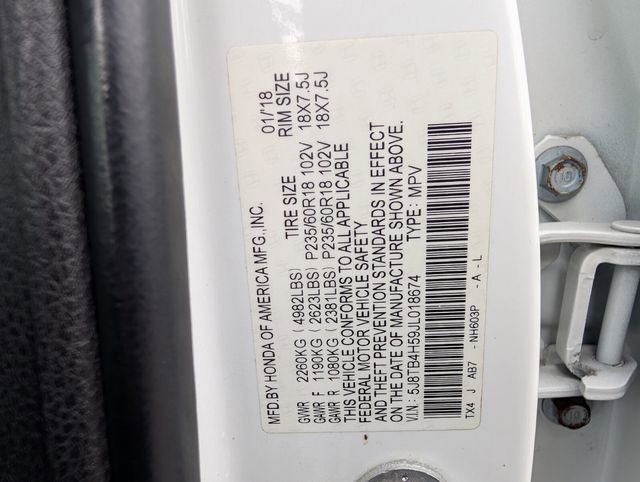 MFD.BY HONDA OF AMERICA MFG.,INC. 01/'18
TIRE SIZE RIM SIZE
GVWR 2260KG ( 4982LBS)
GAWR F 1190KG ( 2623LBS) P235/60R18 102V 18X7.5J
GAWR R 1080KG ( 2381LBS) P235/60R18 102V 18X7.5J
THIS VEHICLE CONFORMS TO ALL APPLICABLE
FEDERAL MOTOR VEHICLE SAFETY
AND THEFT PREVENTION STANDARDS IN EFFECT
ON THE DATE OF MANUFACTURE SHOWN ABOVE.
V.I.N.: 5J8TB4H59JL018674 TYPE: MPV
TX4 J AB7 - NH603P - A - L